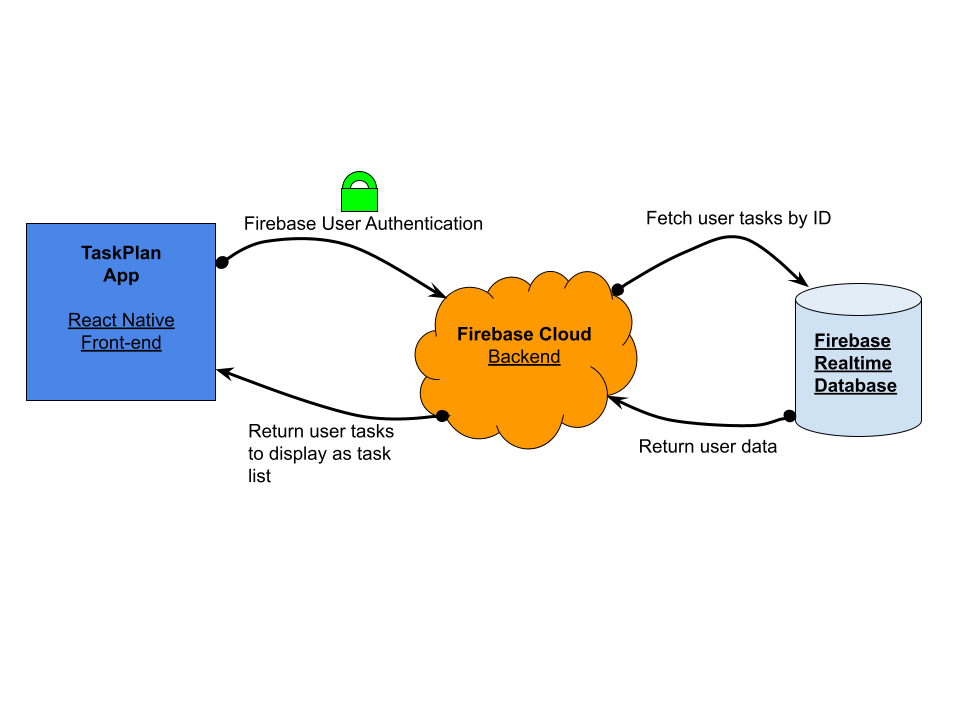 Fetch user tasks by ID
Firebase User Authentication
TaskPlan
App
React Native
Front-end
Firebase Cloud
Backend
Firebase
Realtime
Database
Return user tasks
to display as task
list
Return user data